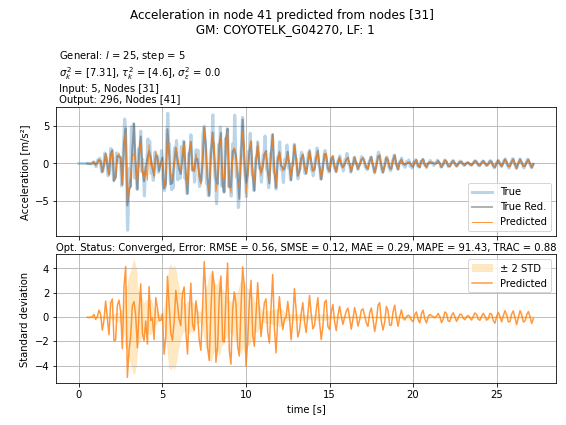 Acceleration in node 41 predicted from nodes [31]
GM: COYOTELK_G04270, LF: 1
General: l = 25, step = 5
σ²ₖ = [7.31], τ²ₖ = [4.6], σ²ε = 0.0
Input: 5, Nodes [31]
Output: 296, Nodes [41]
Acceleration [m/s²]
5
0
−5
True
True Red.
Predicted
Opt. Status: Converged, Error: RMSE = 0.56, SMSE = 0.12, MAE = 0.29, MAPE = 91.43, TRAC = 0.88
Standard deviation
4
2
0
−2
−4
± 2 STD
Predicted
0 5 10 15 20 25
time [s]